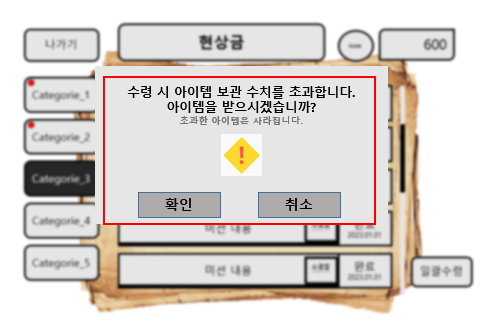 나가기
현상금
600
Categorie_1
Categorie_2
Categorie_3
Categorie_4
Categorie_5
수령 시 아이템 보관 수치를 초과합니다.
아이템을 받으시겠습니까?
초과한 아이템은 사라집니다.
확인
취소
미션 내용
완료
2023.01.01
미션 내용
완료
2023.01.01
일괄수령